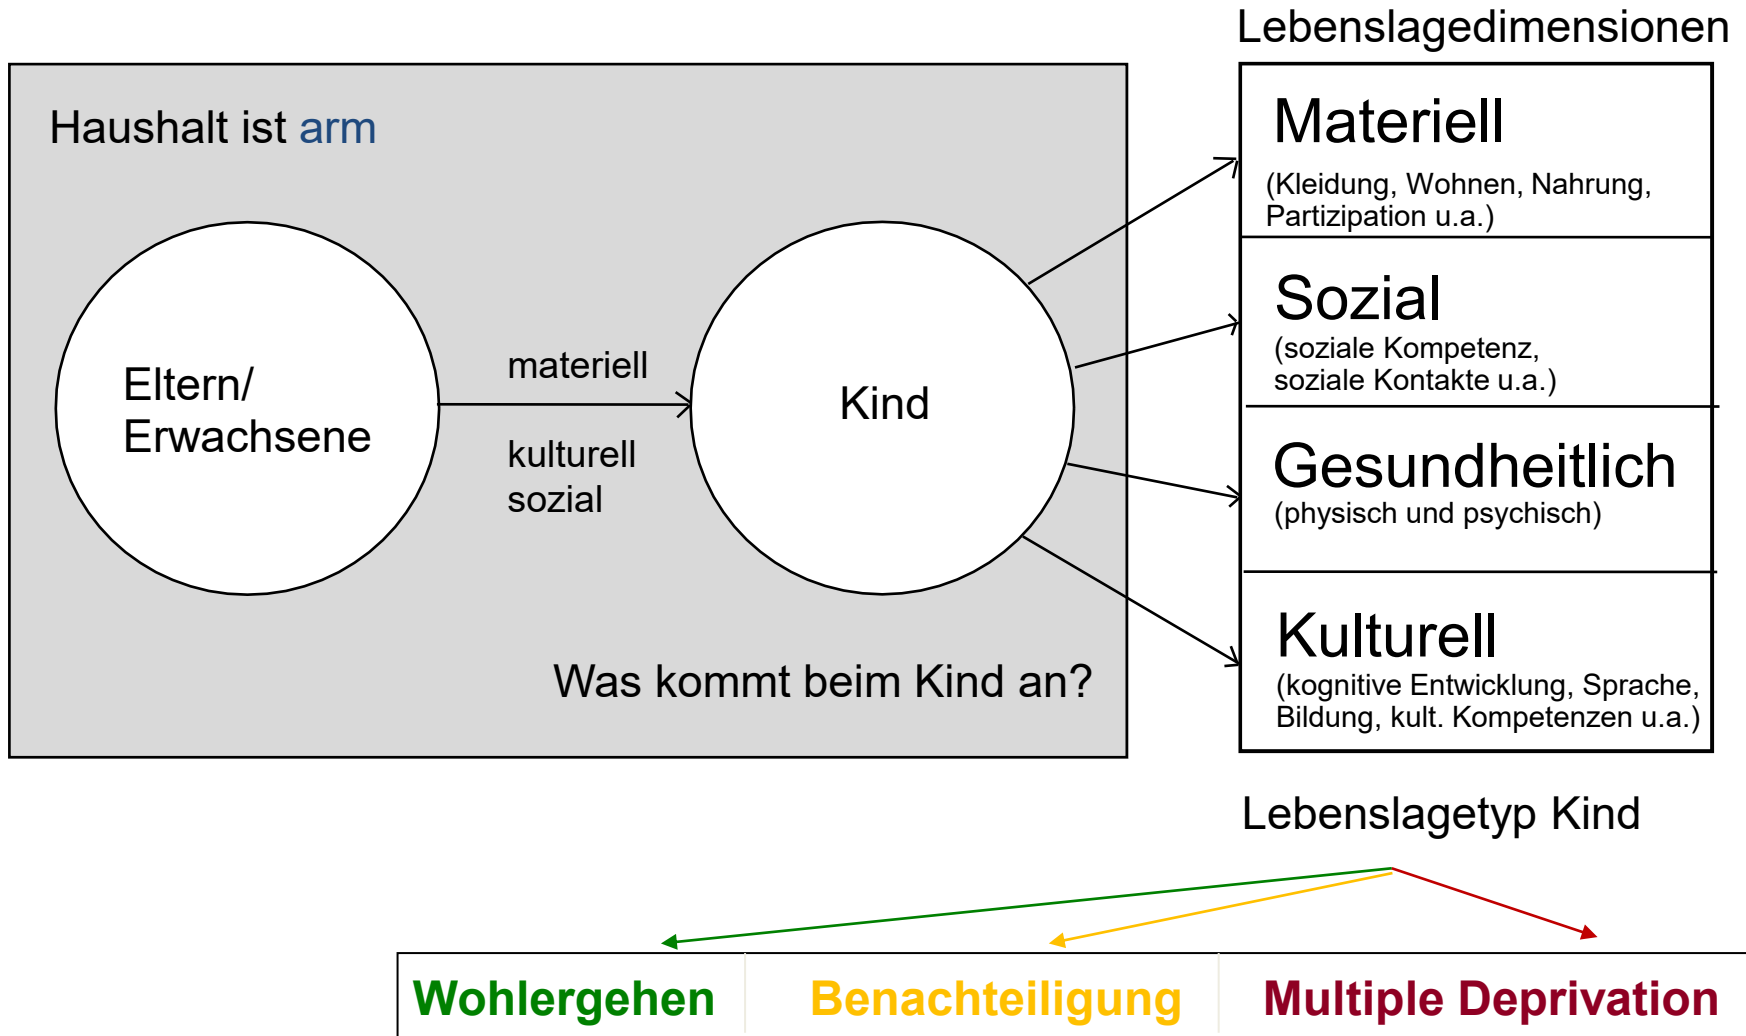 Lebenslagedimensionen
Haushalt ist arm
Eltern/
Erwachsene
materiell
kulturell
sozial
Kind
Was kommt beim Kind an?
Materiell
(Kleidung, Wohnen, Nahrung,
Partizipation u.a.)
Sozial
(soziale Kompetenz,
soziale Kontakte u.a.)
Gesundheitlich
(physisch und psychisch)
Kulturell
(kognitive Entwicklung, Sprache,
Bildung, kult. Kompetenzen u.a.)
Lebenslagetyp Kind
Wohlergehen
Benachteiligung
Multiple Deprivation